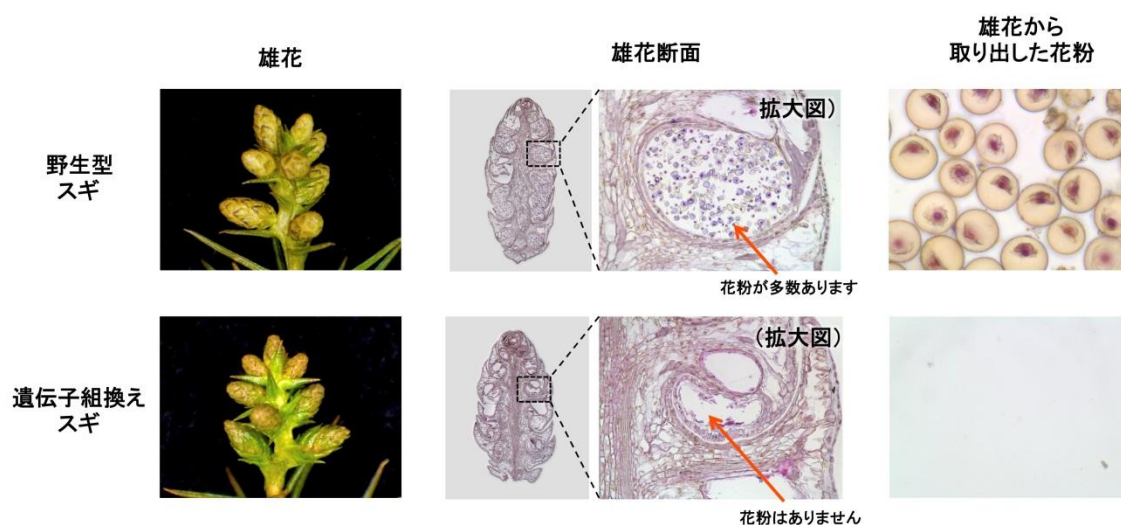 雄花
雄花断面
雄花から
取り出した花粉
野生型
スギ
拡大図)
花粉が多数あります
遺伝子組換え
スギ
(拡大図)
花粉はありません